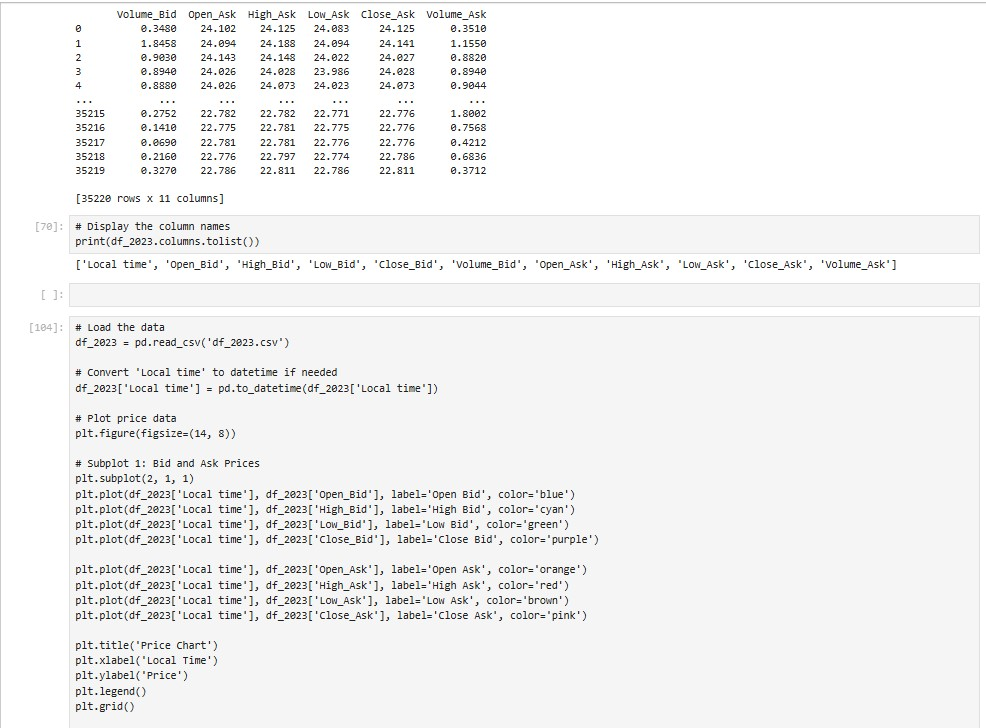 Volume_Bid Open_Ask High_Ask Low_Ask Close_Ask Volume_Ask
0 0.3480 24.102 24.125 24.083 24.125 0.3510
1 1.8458 24.094 24.188 24.094 24.141 1.1550
2 0.9030 24.143 24.148 24.022 24.027 0.8820
3 0.8940 24.026 24.028 23.986 24.028 0.8940
4 0.8880 24.026 24.073 24.023 24.073 0.9044
... ... ... ... ... ... ...
35215 0.2752 22.782 22.782 22.771 22.776 1.8002
35216 0.1410 22.775 22.781 22.775 22.776 0.7568
35217 0.0690 22.781 22.781 22.776 22.776 0.4212
35218 0.2160 22.776 22.797 22.774 22.786 0.6836
35219 0.3270 22.786 22.811 22.786 22.811 0.3712
[35220 rows x 11 columns]
[70]: # Display the column names
print(df_2023.columns.tolist())
['Local time', 'Open_Bid', 'High_Bid', 'Low_Bid', 'Close_Bid', 'Volume_Bid', 'Open_Ask', 'High_Ask', 'Low_Ask', 'Close_Ask', 'Volume_Ask']
[ ]:
[104]: # Load the data
df_2023 = pd.read_csv('df_2023.csv')
# Convert 'Local time' to datetime if needed
df_2023['Local time'] = pd.to_datetime(df_2023['Local time'])
# Plot price data
plt.figure(figsize=(14, 8))
# Subplot 1: Bid and Ask Prices
plt.subplot(2, 1, 1)
plt.plot(df_2023['Local time'], df_2023['Open_Bid'], label='Open Bid', color='blue')
plt.plot(df_2023['Local time'], df_2023['High_Bid'], label='High Bid', color='cyan')
plt.plot(df_2023['Local time'], df_2023['Low_Bid'], label='Low Bid', color='green')
plt.plot(df_2023['Local time'], df_2023['Close_Bid'], label='Close Bid', color='purple')
plt.plot(df_2023['Local time'], df_2023['Open_Ask'], label='Open Ask', color='orange')
plt.plot(df_2023['Local time'], df_2023['High_Ask'], label='High Ask', color='red')
plt.plot(df_2023['Local time'], df_2023['Low_Ask'], label='Low Ask', color='brown')
plt.plot(df_2023['Local time'], df_2023['Close_Ask'], label='Close Ask', color='pink')
plt.title('Price Chart')
plt.xlabel('Local Time')
plt.ylabel('Price')
plt.legend()
plt.grid()